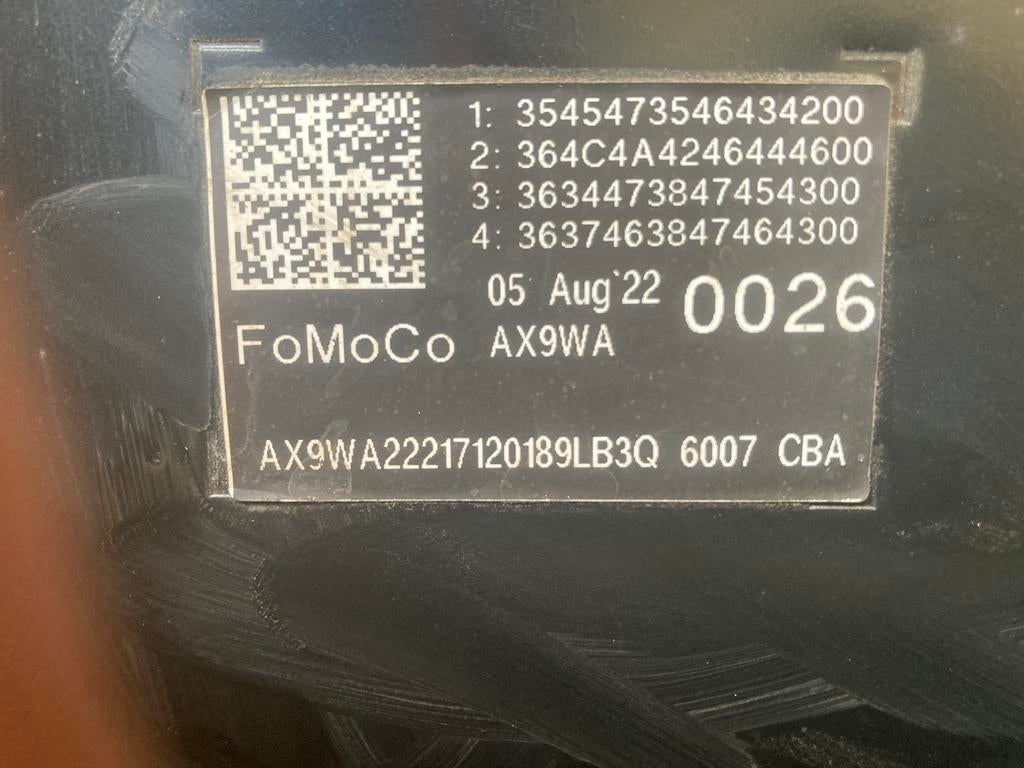 1: 3545473546434200
2: 364C4A4246444600
3: 3634473847454300
4: 3637463847464300
05 Aug'22 0026
FoMoCo AX9WA
AX9WA22217120189LB3Q 6007 CBA